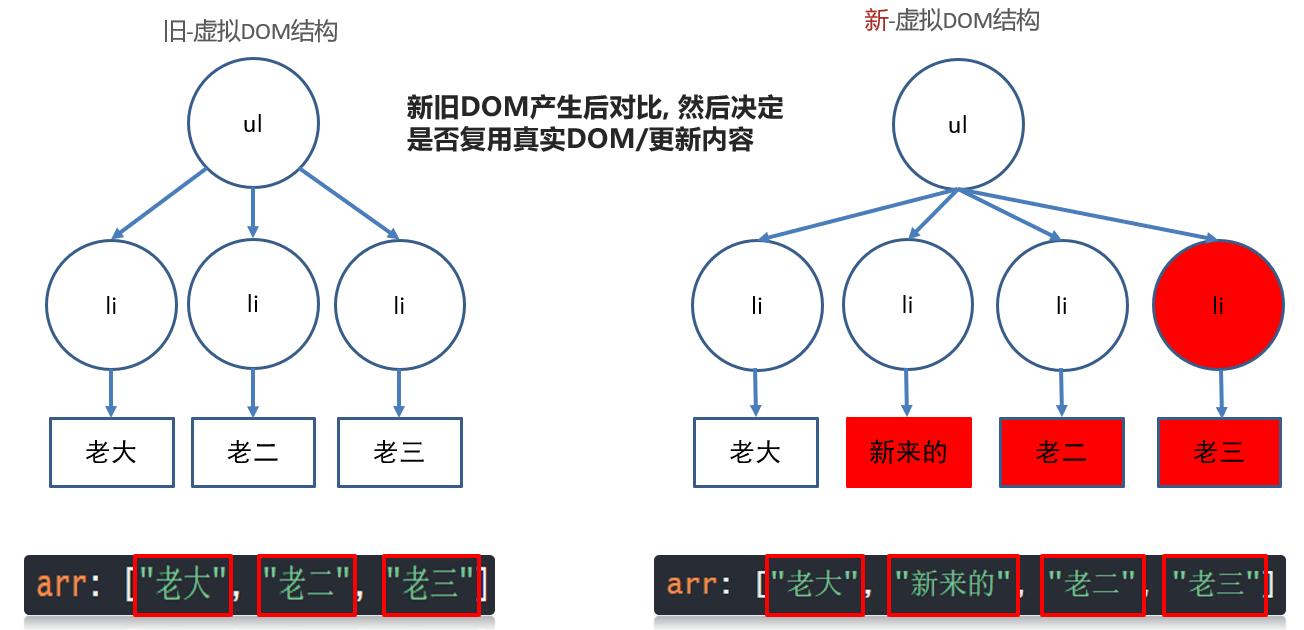 旧-虚拟DOM结构
新-虚拟DOM结构
新旧DOM产生后对比, 然后决定
是否复用真实DOM/更新内容
ul
ul
li
li
li
li
li
li
li
老大
老二
老三
老大
新来的
老二
老三
arr: ["老大", "老二", "老三"]
arr: ["老大", "新来的", "老二", "老三"]